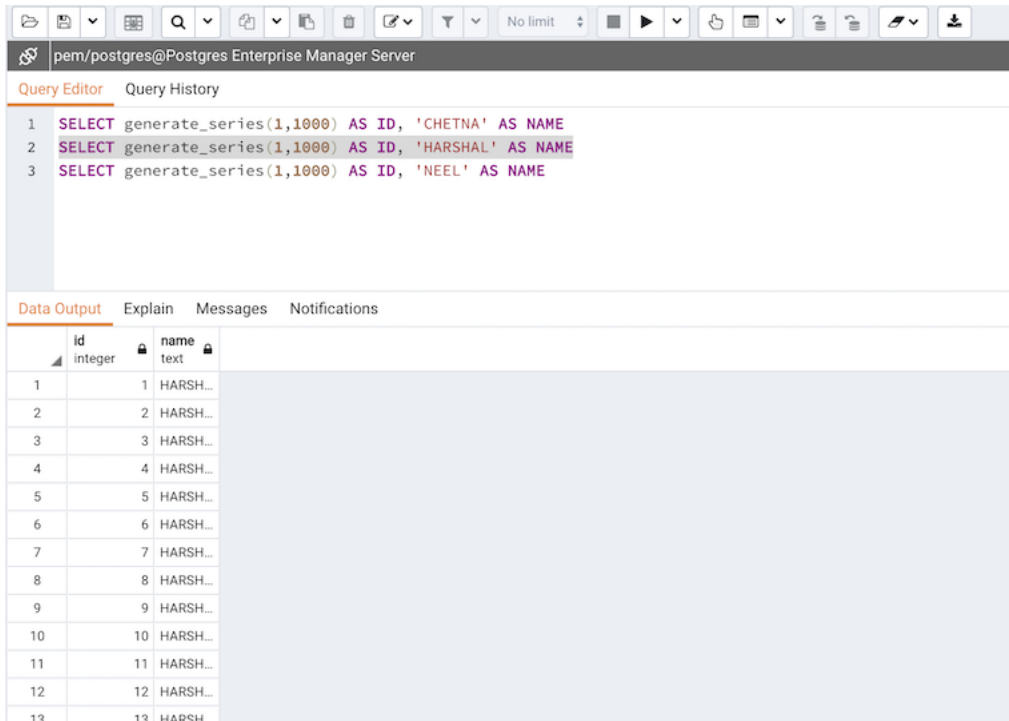 No limit
pem/postgres@Postgres Enterprise Manager Server
Query Editor Query History
1 SELECT generate_series(1,1000) AS ID, 'CHETNA' AS NAME
2 SELECT generate_series(1,1000) AS ID, 'HARSHAL' AS NAME
3 SELECT generate_series(1,1000) AS ID, 'NEEL' AS NAME
Data Output Explain Messages Notifications
id name
integer text
1 1 HARSH...
2 2 HARSH...
3 3 HARSH...
4 4 HARSH...
5 5 HARSH...
6 6 HARSH...
7 7 HARSH...
8 8 HARSH...
9 9 HARSH...
10 10 HARSH...
11 11 HARSH...
12 12 HARSH...
13 13 HARSH